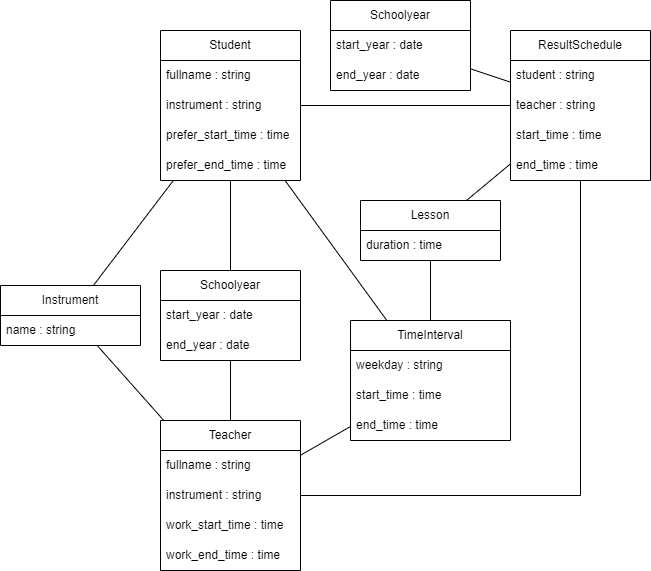 Schoolyear
start_year : date
end_year : date
Student
fullname : string
instrument : string
prefer_start_time : time
prefer_end_time : time
ResultSchedule
student : string
teacher : string
start_time : time
end_time : time
Lesson
duration : time
Instrument
name : string
Schoolyear
start_year : date
end_year : date
TimeInterval
weekday : string
start_time : time
end_time : time
Teacher
fullname : string
instrument : string
work_start_time : time
work_end_time : time